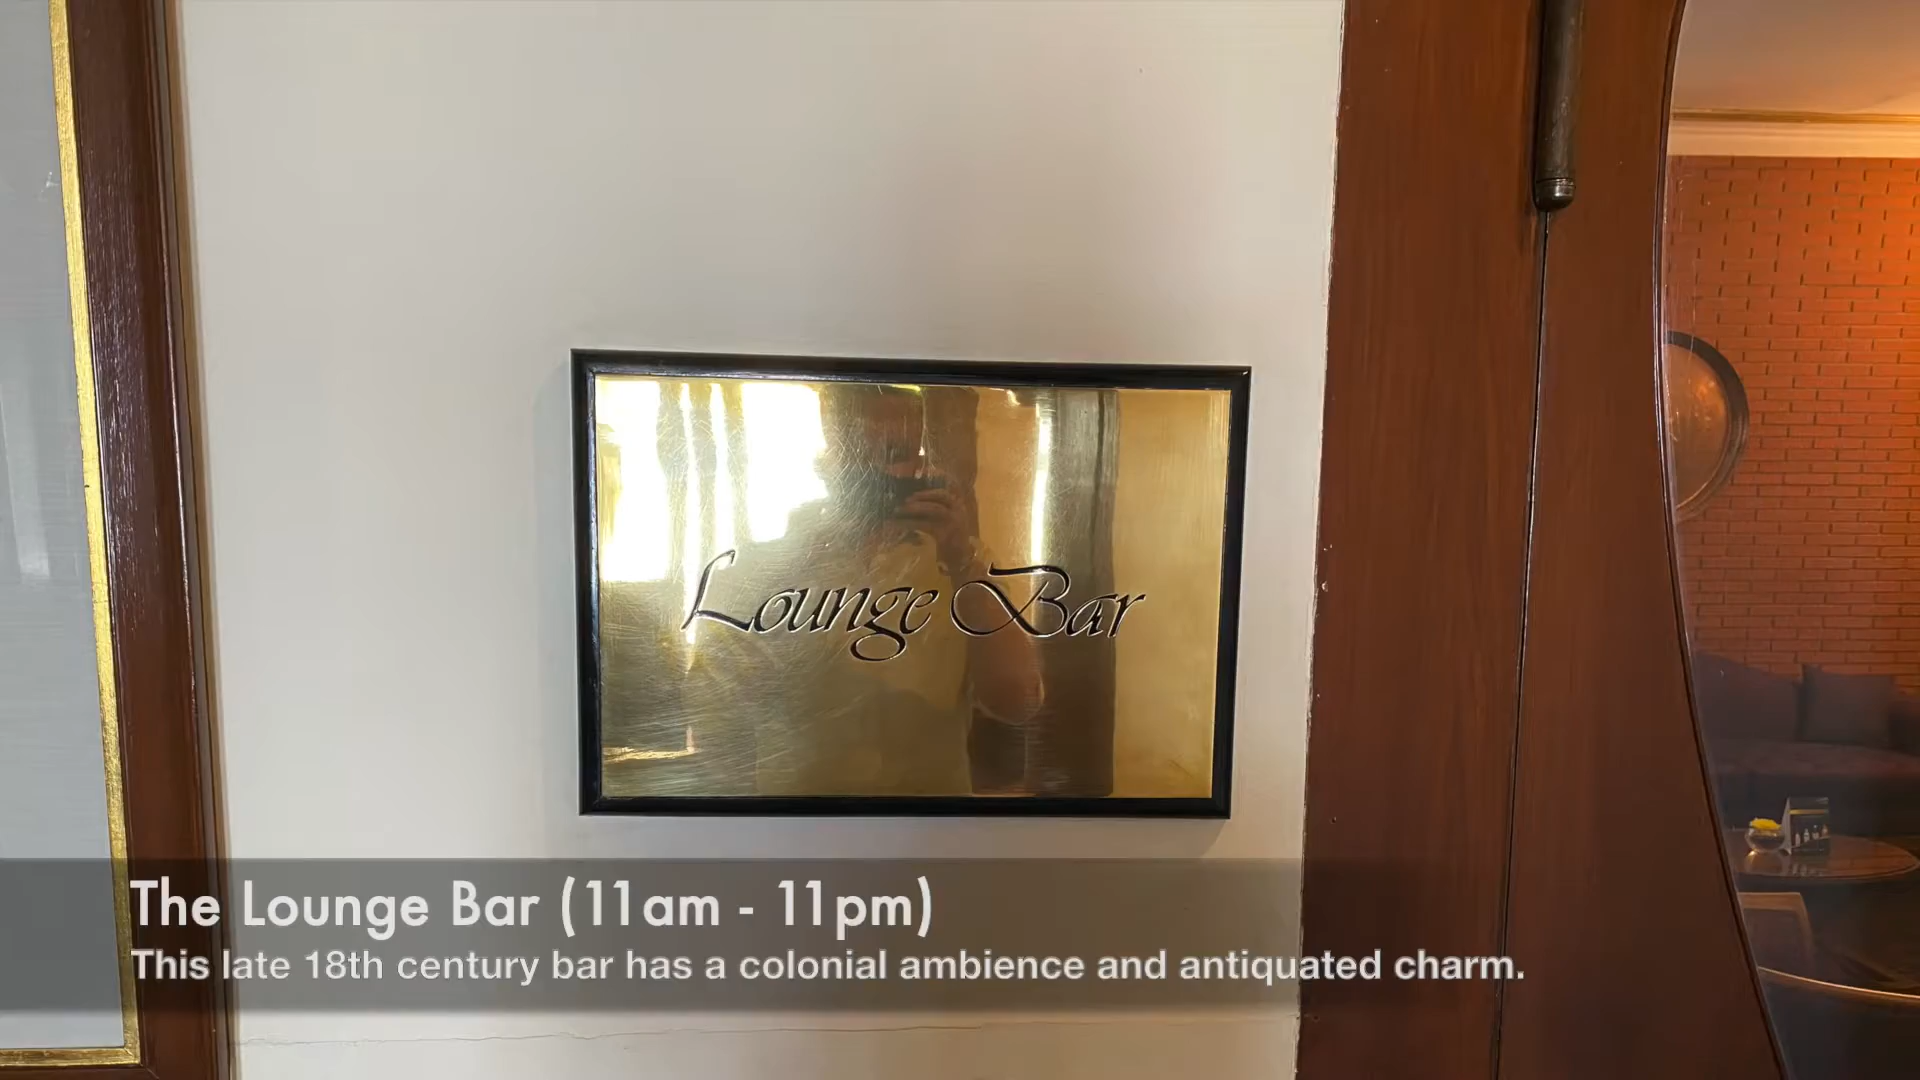 Lounge Bar
The Lounge Bar (11am - 11pm)
This late 18th century bar has a colonial ambience and antiquated charm.